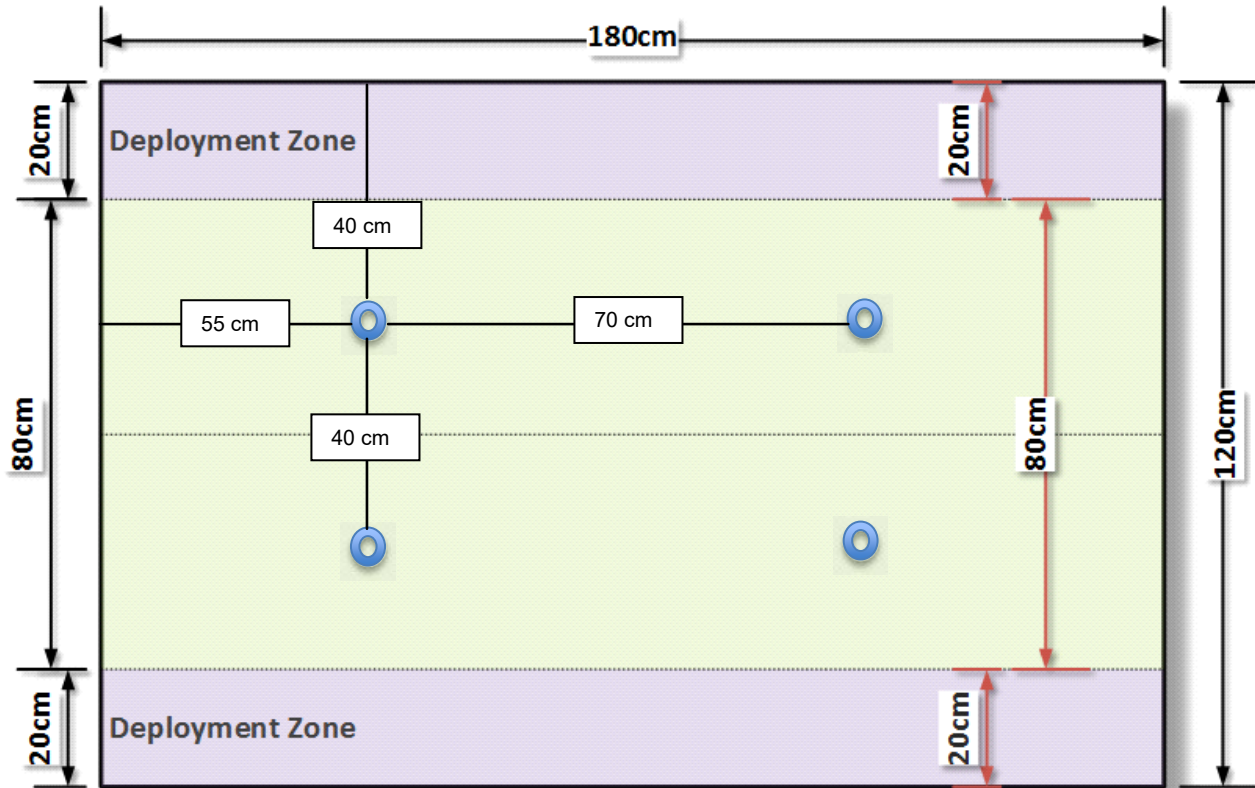 180cm
20cm
Deployment Zone
20cm
40 cm
55 cm
70 cm
40 cm
80cm
80cm
120cm
20cm
Deployment Zone
20cm